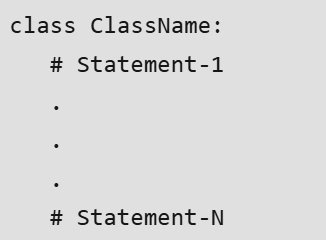 class ClassName:
# Statement-1
.
.
.
# Statement-N